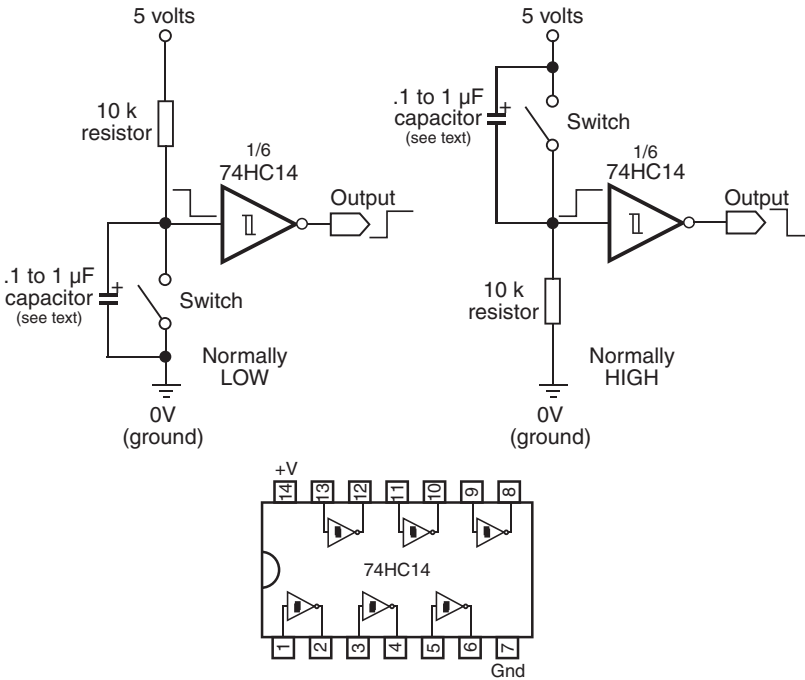 5 volts
10 k
resistor
1/6
74HC14
Output
.1 to 1 µF
capacitor
(see text)
+
Switch
Normally
LOW
0V
(ground)
5 volts
.1 to 1 µF
capacitor
(see text)
+
Switch
1/6
74HC14
Output
10 k
resistor
Normally
HIGH
0V
(ground)
+V
14 13 12 11 10 9 8
74HC14
1 2 3 4 5 6 7
Gnd